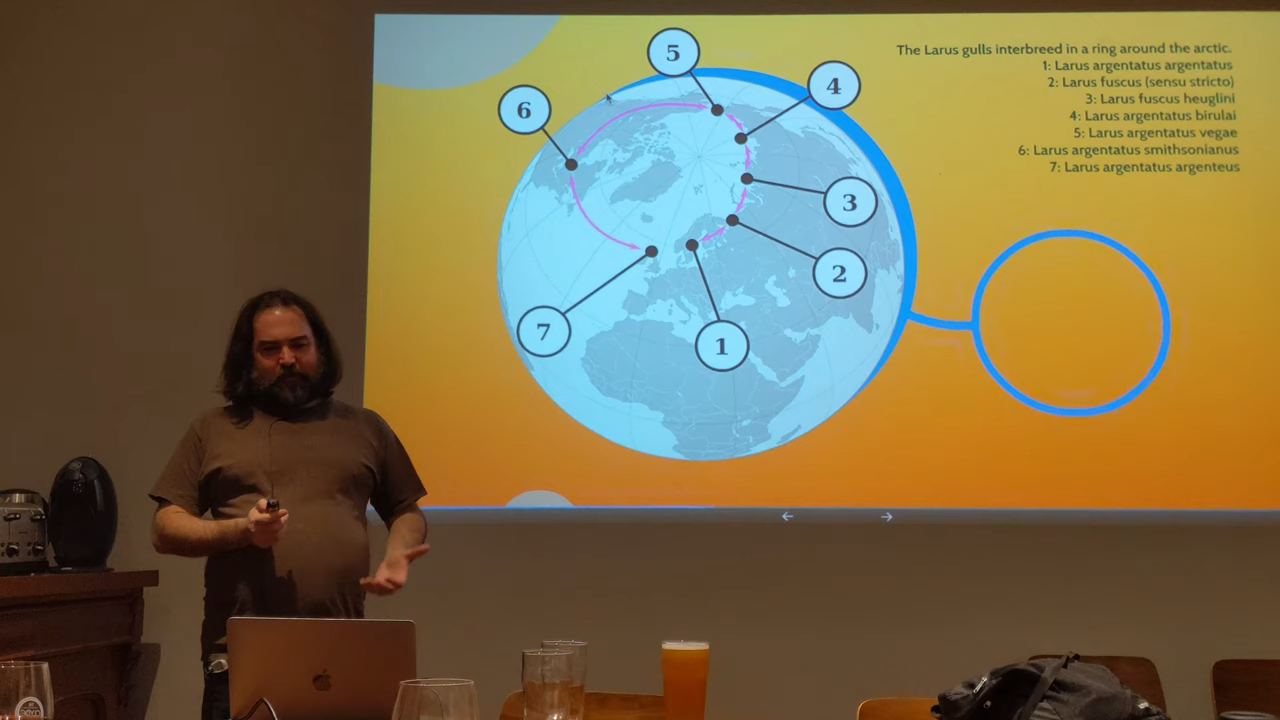 The Larus gulls interbreed in a ring around the arctic.
1: Larus argentatus argentatus
2: Larus fuscus (sensu stricto)
3: Larus fuscus heuglini
4: Larus argentatus birulai
5: Larus argentatus vegae
6: Larus argentatus smithsonianus
7: Larus argentatus argenteus
5
4
6
3
2
7
1